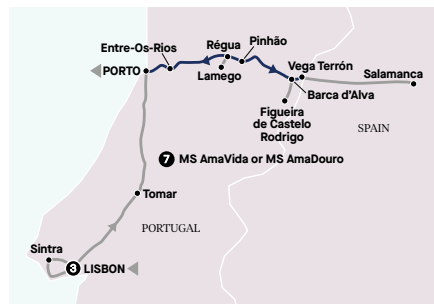 Entre-Os-Rios
Régua
Pinhão
PORTO
Lamego
Vega Terrón
Salamanca
Barca d'Alva
Figueira
de Castelo
Rodrigo
SPAIN
7 MS AmaVida or MS AmaDouro
Tomar
PORTUGAL
Sintra
3 LISBON